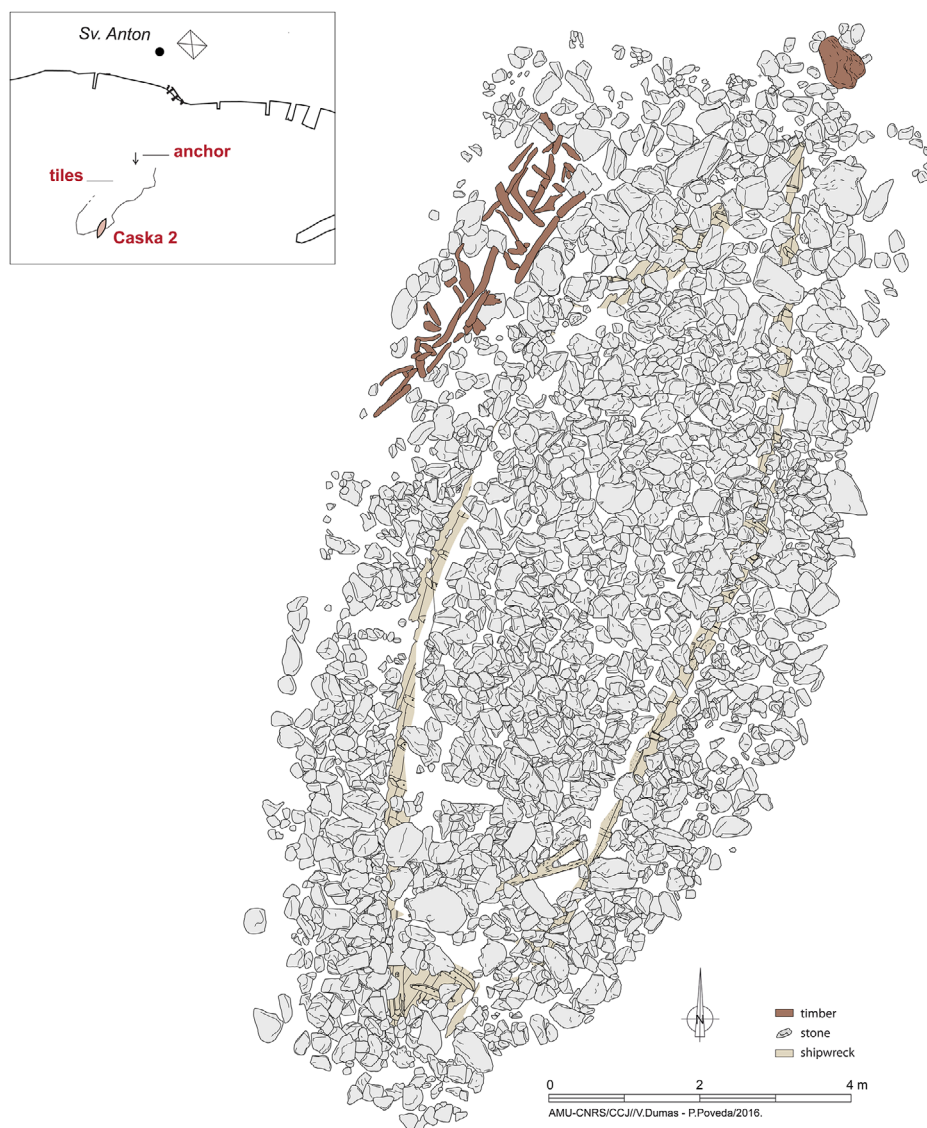 Sv. Anton
anchor
tiles
Caska 2
N
timber
stone
shipwreck
0 2 4 m
AMU-CNRS/CCJ//V.Dumas - P.Poveda/2016.